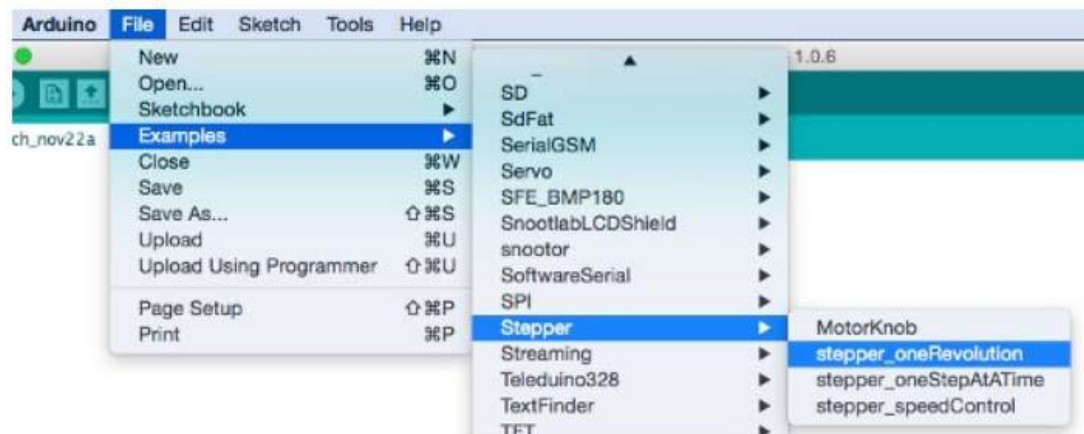 Arduino File Edit Sketch Tools Help
1.0.6
ch_nov22a
New ⌘N
Open... ⌘O
Sketchbook ▶
Examples ▶
Close ⌘W
Save ⌘S
Save As... ⇧⌘S
Upload ⌘U
Upload Using Programmer ⇧⌘U
Page Setup ⇧⌘P
Print ⌘P
SD ▶
SdFat ▶
SerialGSM ▶
Servo ▶
SFE_BMP180 ▶
SnootlabLCDShield ▶
snootor ▶
SoftwareSerial ▶
SPI ▶
Stepper ▶
Streaming ▶
Teleduino328 ▶
TextFinder ▶
TFT ▶
MotorKnob
stepper_oneRevolution
stepper_oneStepAtATime
stepper_speedControl